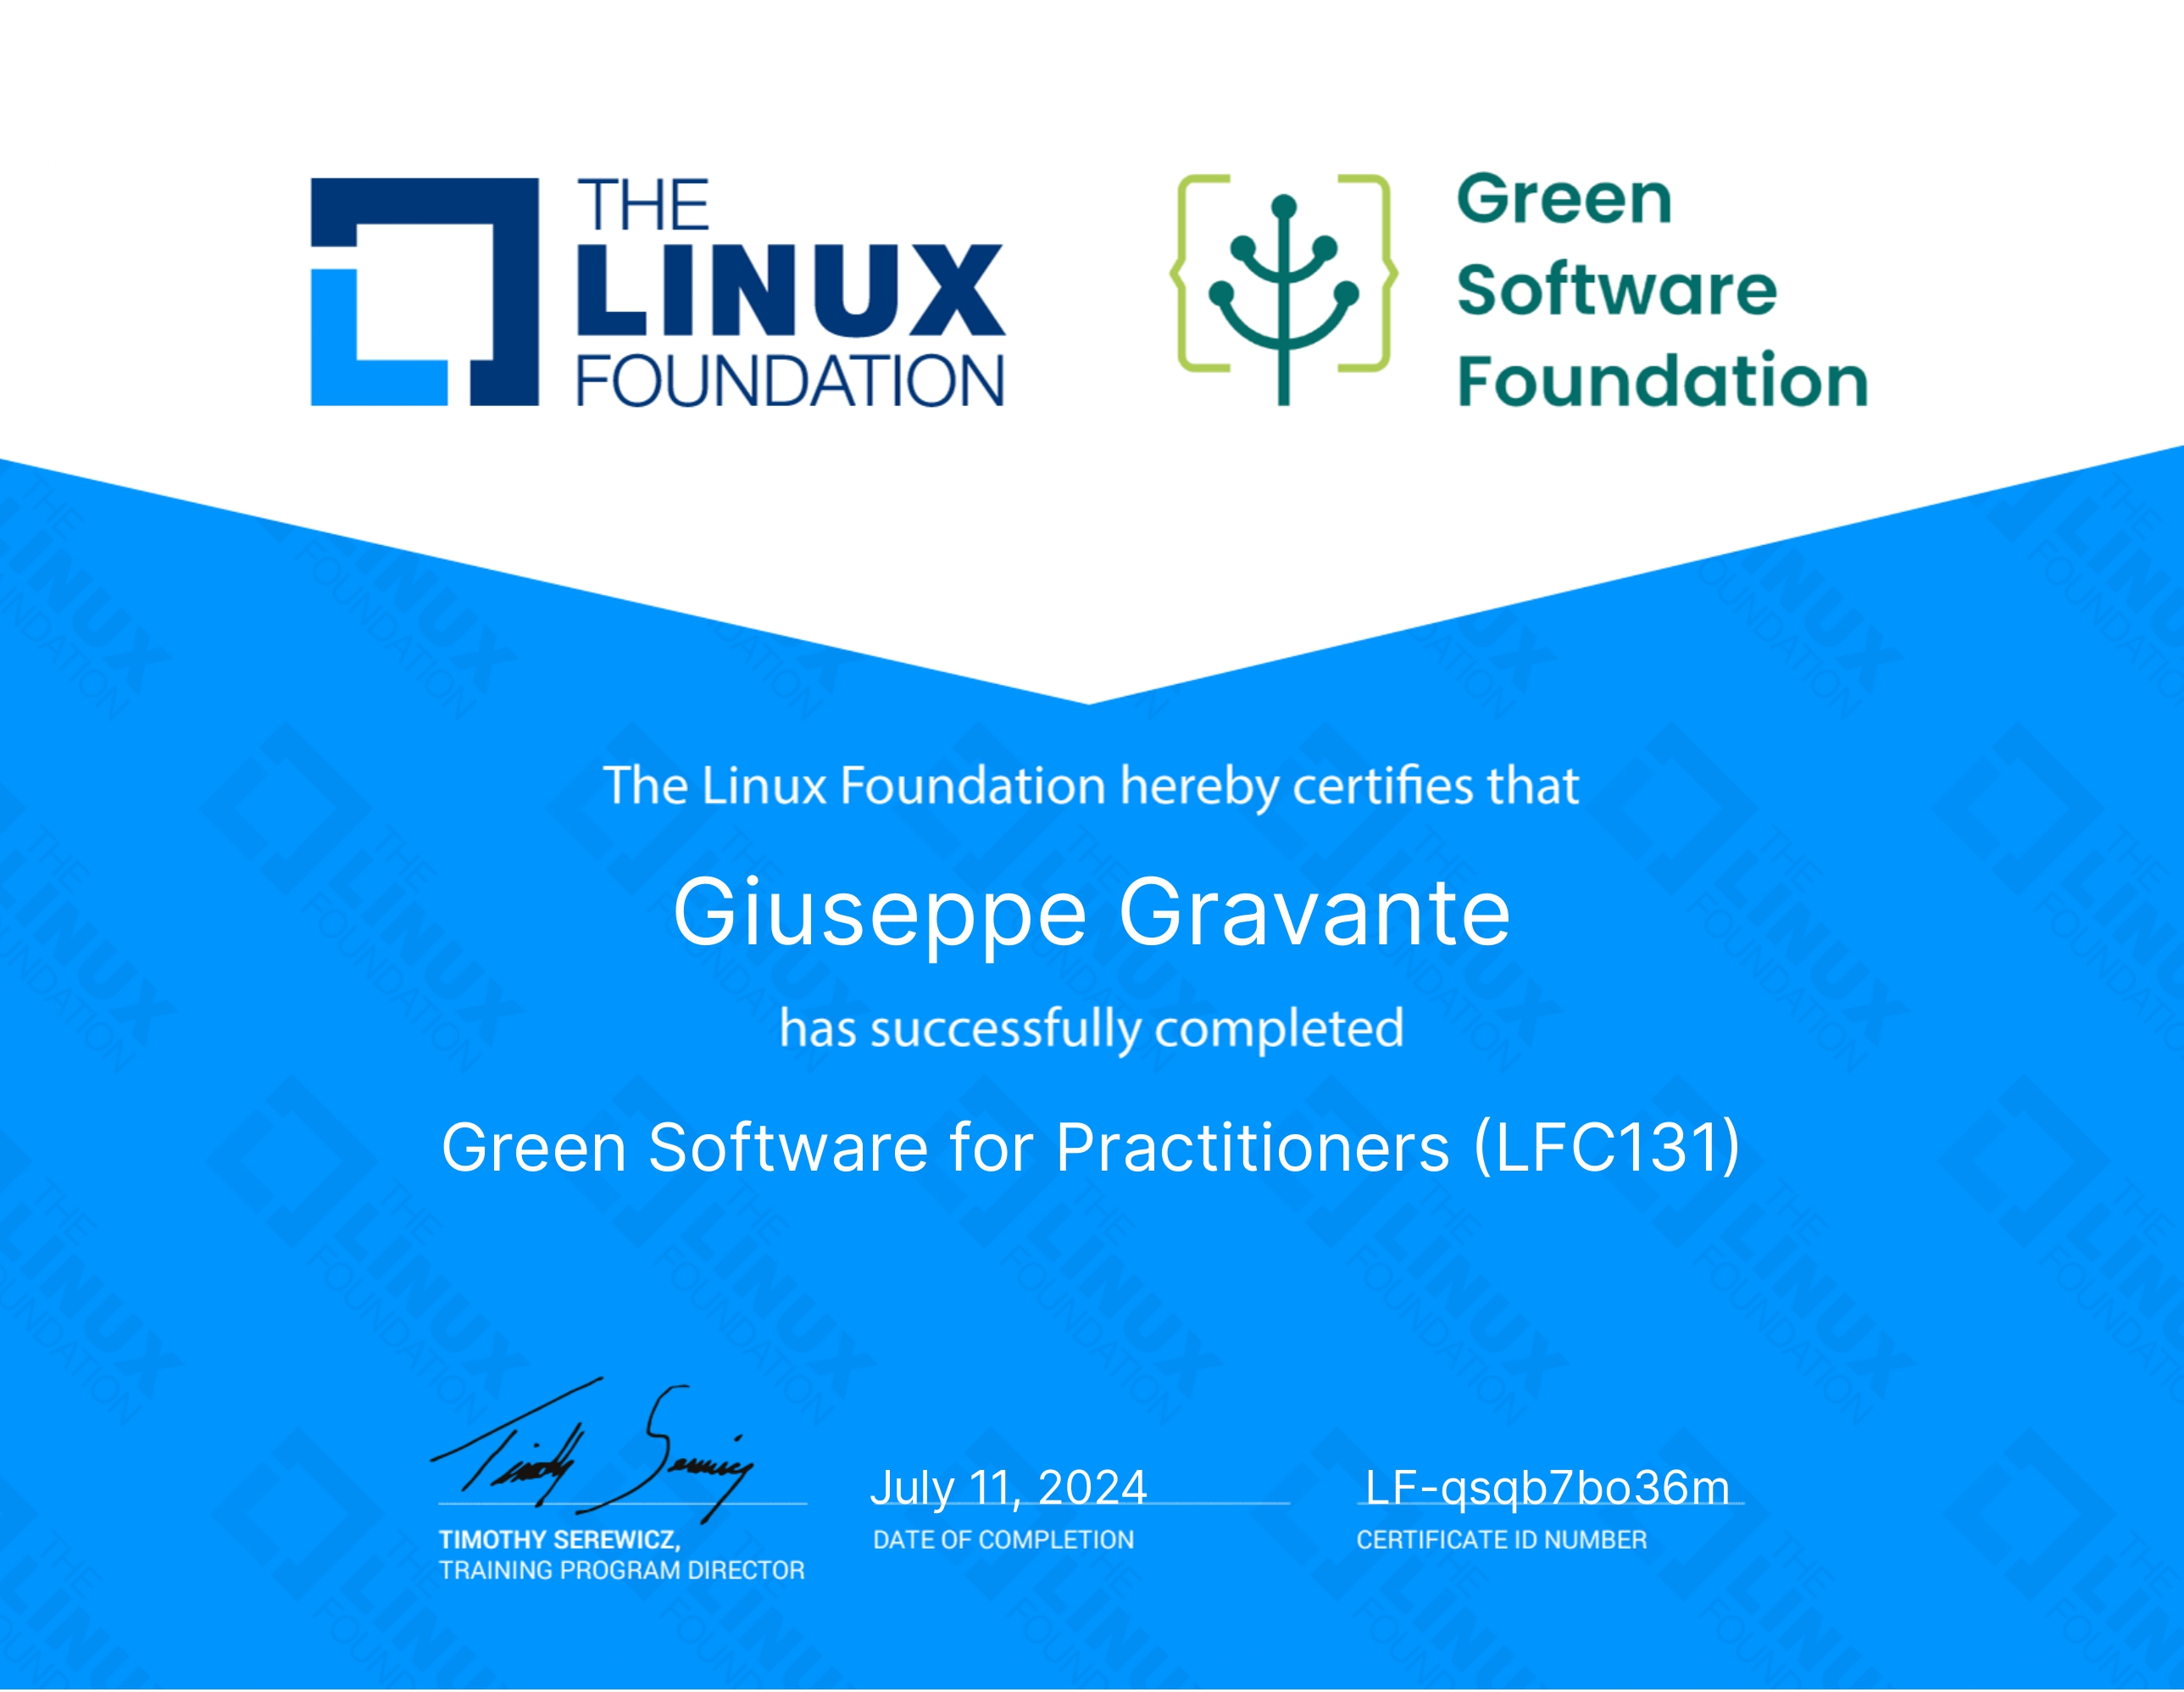 THE
LINUX
FOUNDATION
Green
Software
Foundation
The Linux Foundation hereby certifies that
Giuseppe Gravante
has successfully completed
Green Software for Practitioners (LFC131)
Timothy Serewicz
July 11, 2024
LF-qsqb7bo36m
TIMOTHY SEREWICZ,
TRAINING PROGRAM DIRECTOR
DATE OF COMPLETION
CERTIFICATE ID NUMBER